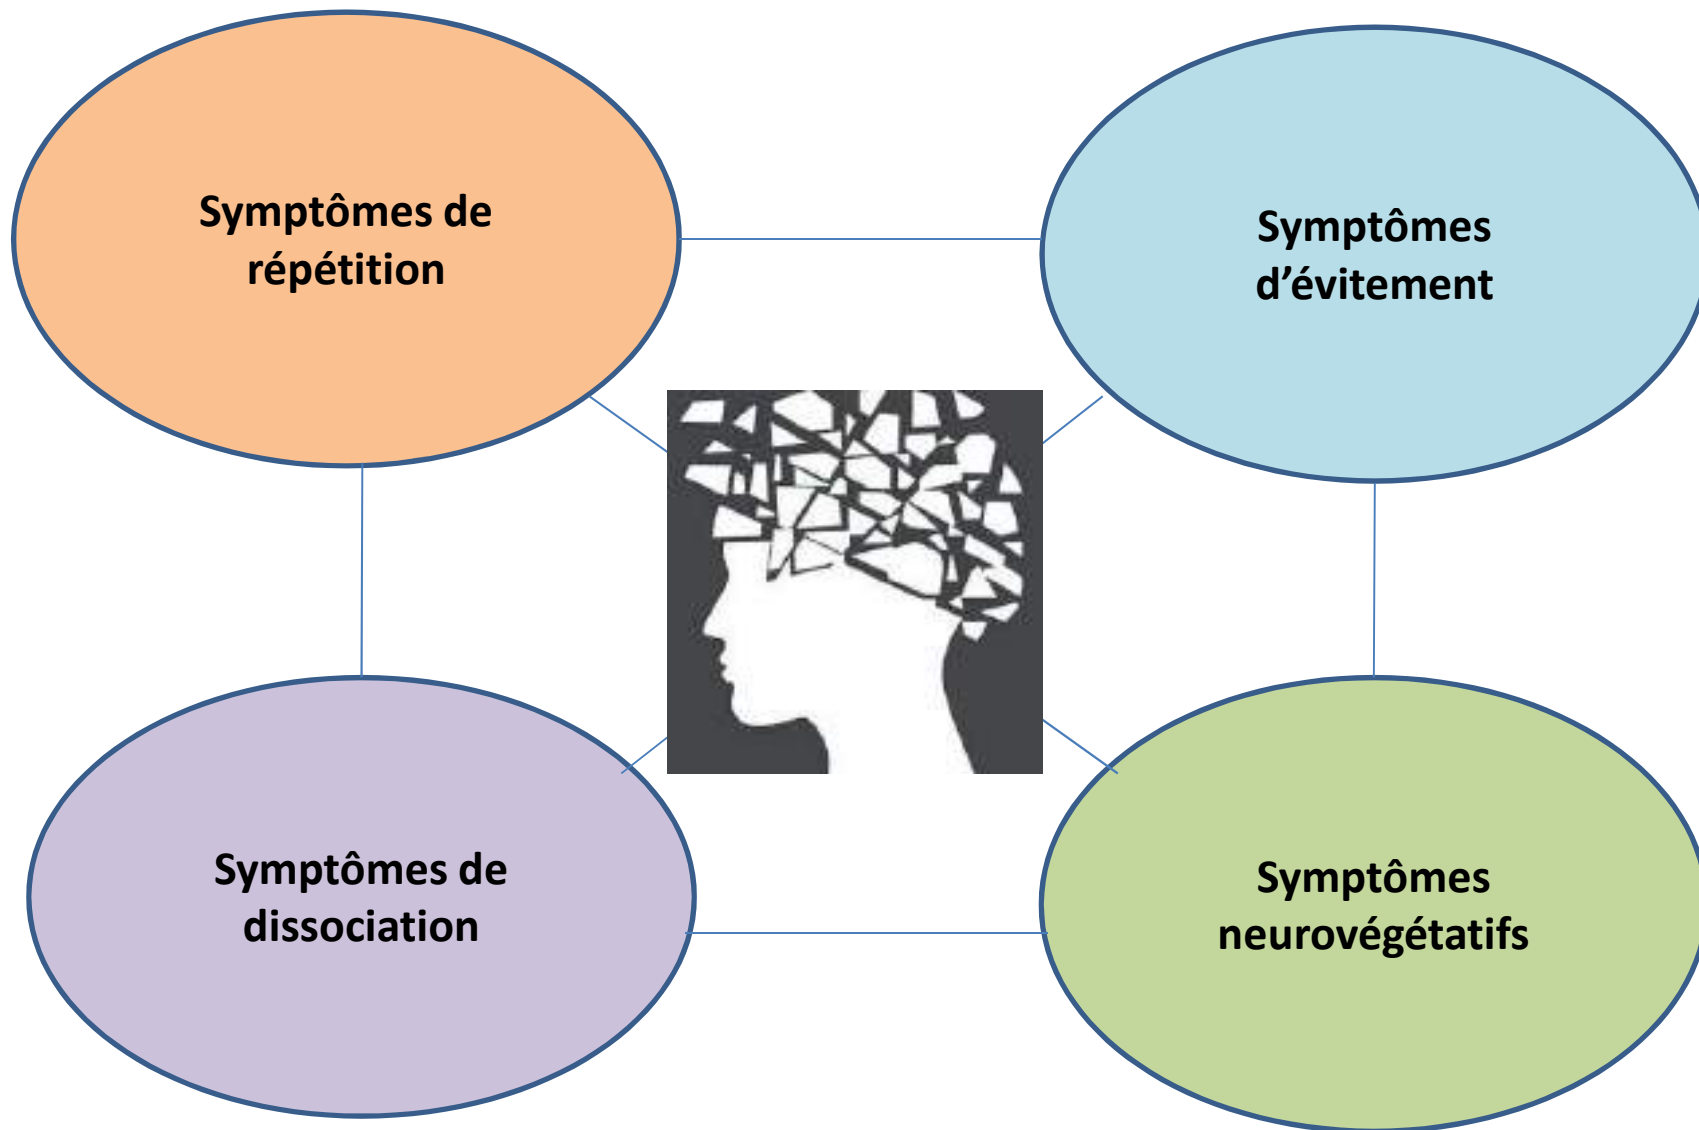 Symptômes de
répétition
Symptômes
d’évitement
Symptômes de
dissociation
Symptômes
neurovégétatifs